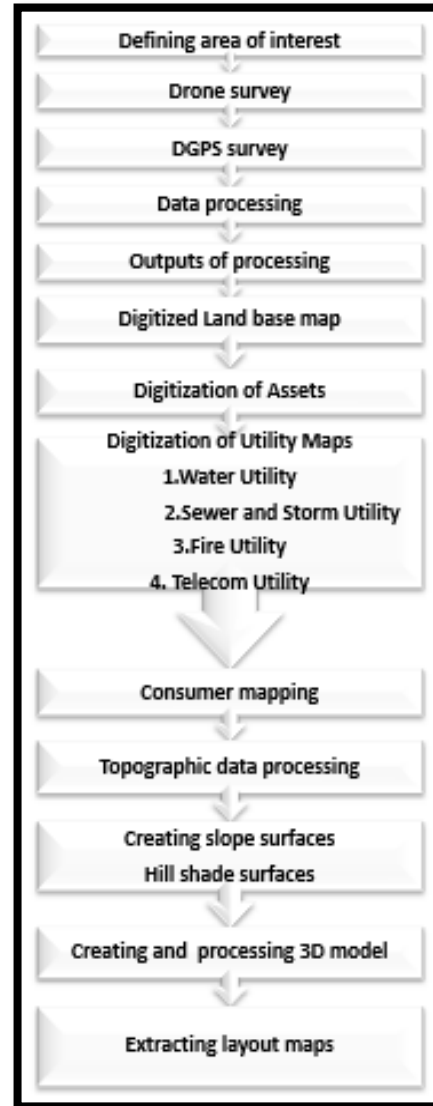 Defining area of interest
Drone survey
DGPS survey
Data processing
Outputs of processing
Digitized Land base map
Digitization of Assets
Digitization of Utility Maps
1.Water Utility
2.Sewer and Storm Utility
3.Fire Utility
4. Telecom Utility
Consumer mapping
Topographic data processing
Creating slope surfaces
Hill shade surfaces
Creating and processing 3D model
Extracting layout maps